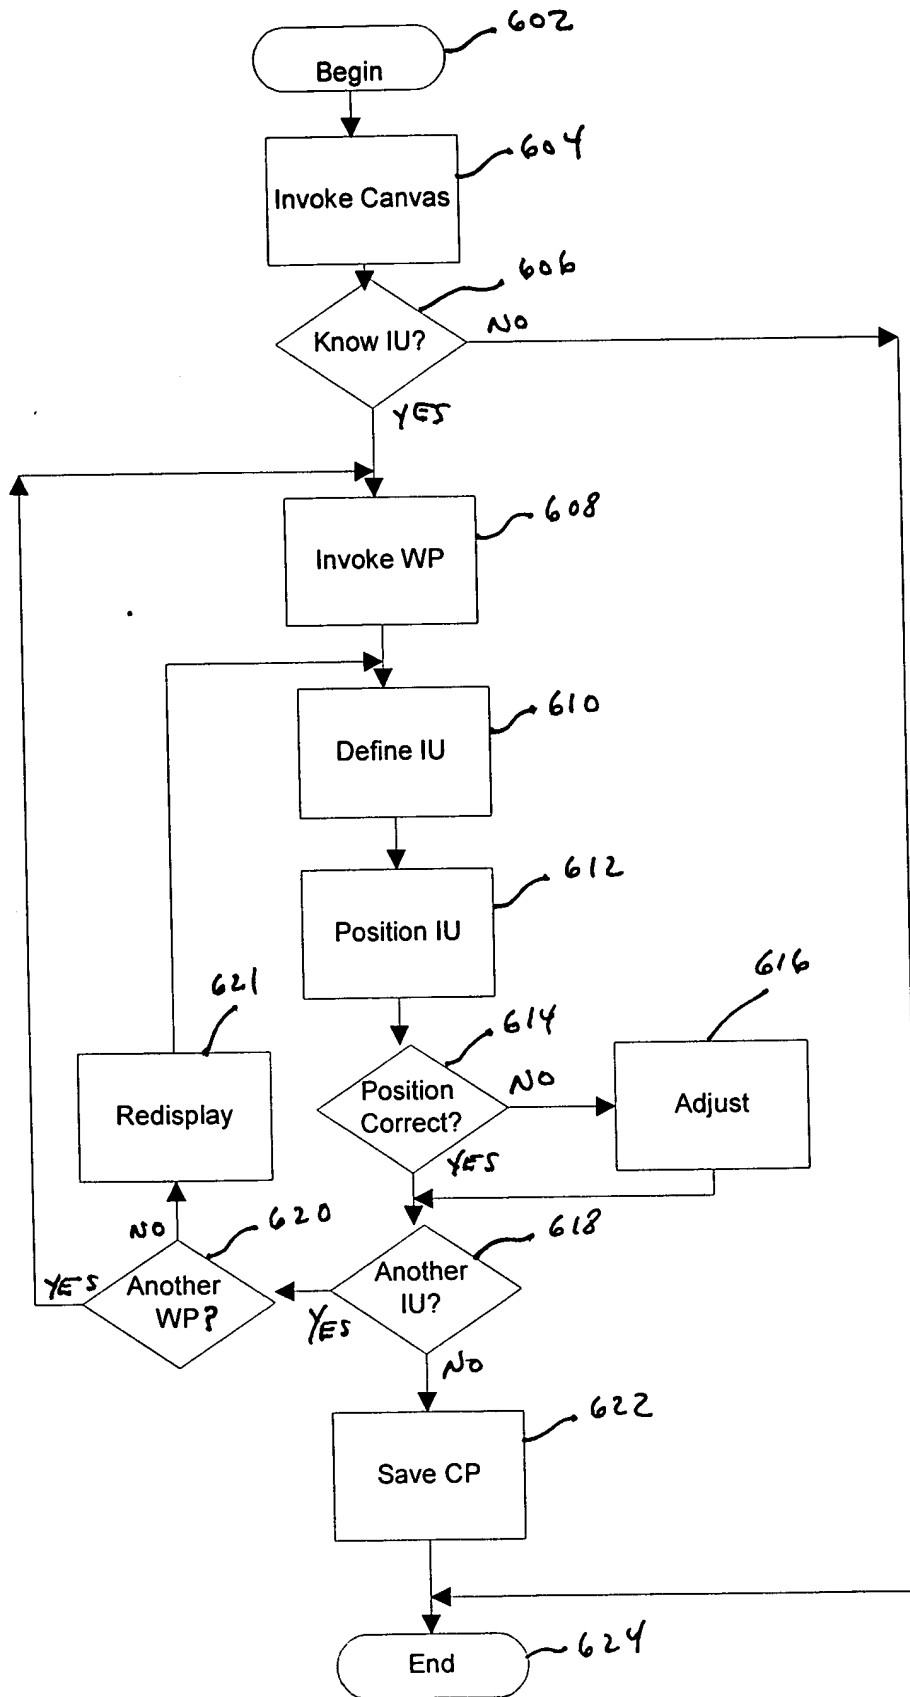 602
Begin
604
Invoke Canvas
606
Know IU?
NO
YES
608
Invoke WP
610
Define IU
612
Position IU
621
614
616
Redisplay
Position
Correct?
NO
Adjust
YES
NO
620
618
YES
Another
WP?
Another
IU?
YES
NO
622
Save CP
624
End